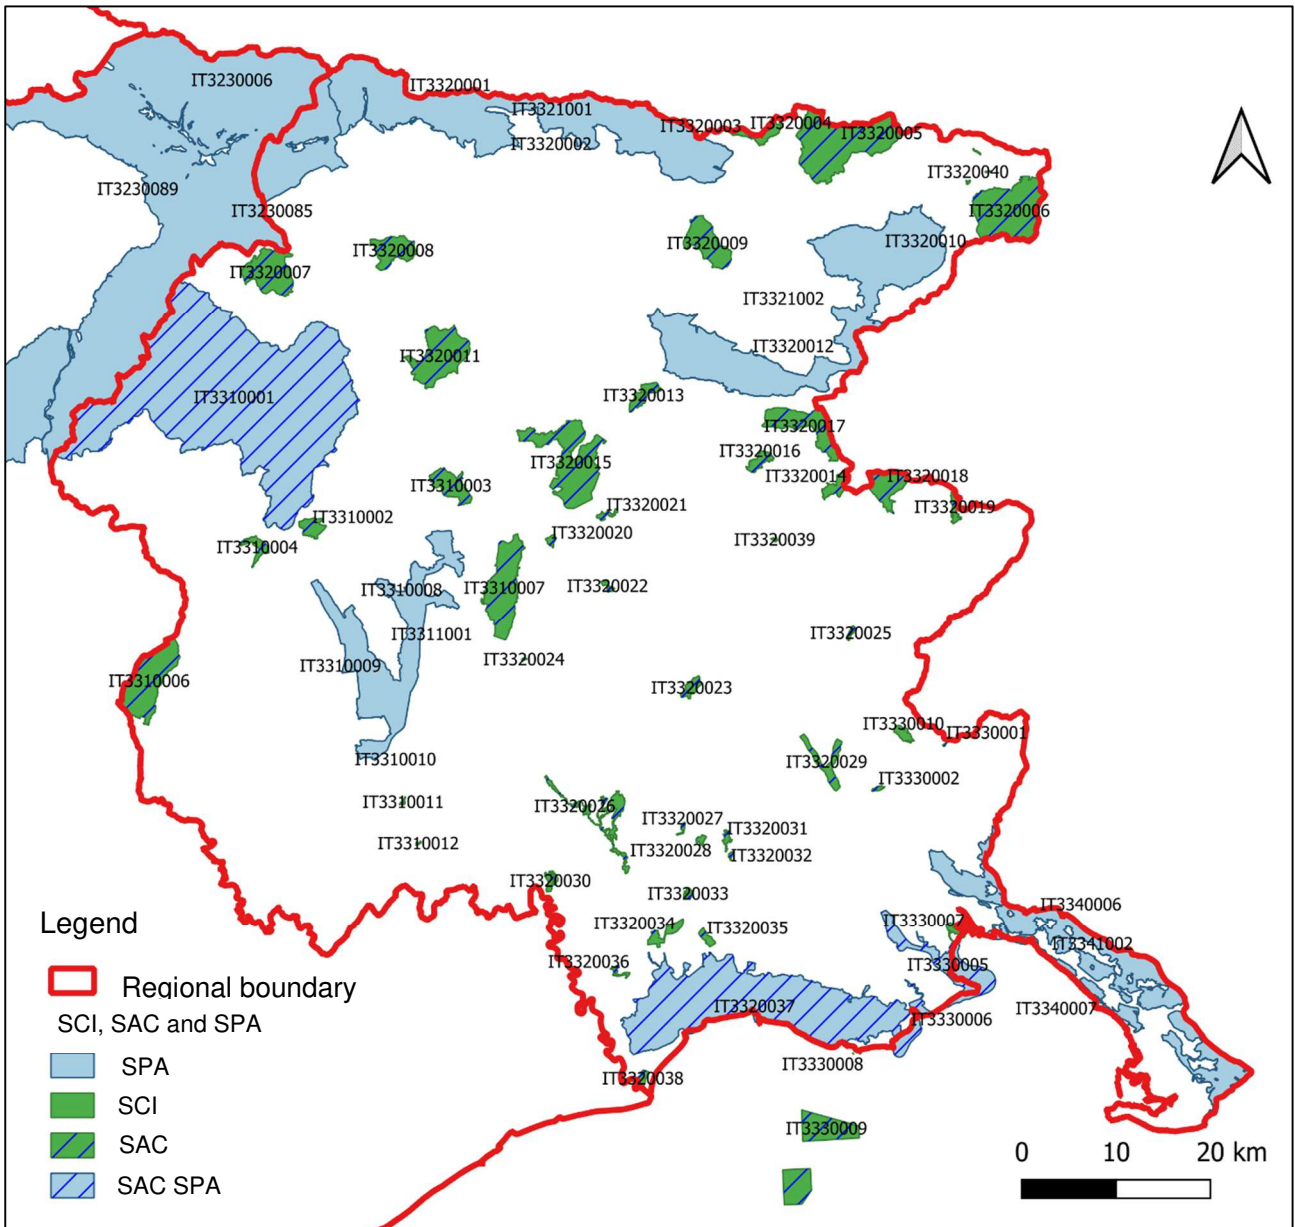 IT3230006
IT3320001
IT3321001
IT3320003
IT3320004
IT3320005
IT3320002
IT3320040
IT3230089
IT3230085
IT3320006
IT3320008
IT3320009
IT3320010
IT3320007
IT3321002
IT3320012
IT3320011
IT3310001
IT3320013
IT3320017
IT3320016
IT3320015
IT3320014
IT3320018
IT3310003
IT3320021
IT3320019
IT3310002
IT3320020
IT3320039
IT3310004
IT3310008
IT3310007
IT3320022
IT3311001
IT3320025
IT3320024
IT3310009
IT3310006
IT3320023
IT3330010
IT3330001
IT3310010
IT3320029
IT3330002
IT3310011
IT3320026
IT3320027
IT3320031
IT3310012
IT3320028
IT3320032
IT3320030
IT3320033
IT3340006
IT3320034
IT3320035
IT3330007
IT3341002
IT3320036
IT3330005
IT3320037
IT3340007
IT3330006
IT3330008
IT3320038
IT3330009
Legend
Regional boundary
SCI, SAC and SPA
SPA
SCI
SAC
SAC SPA
0 10 20 km